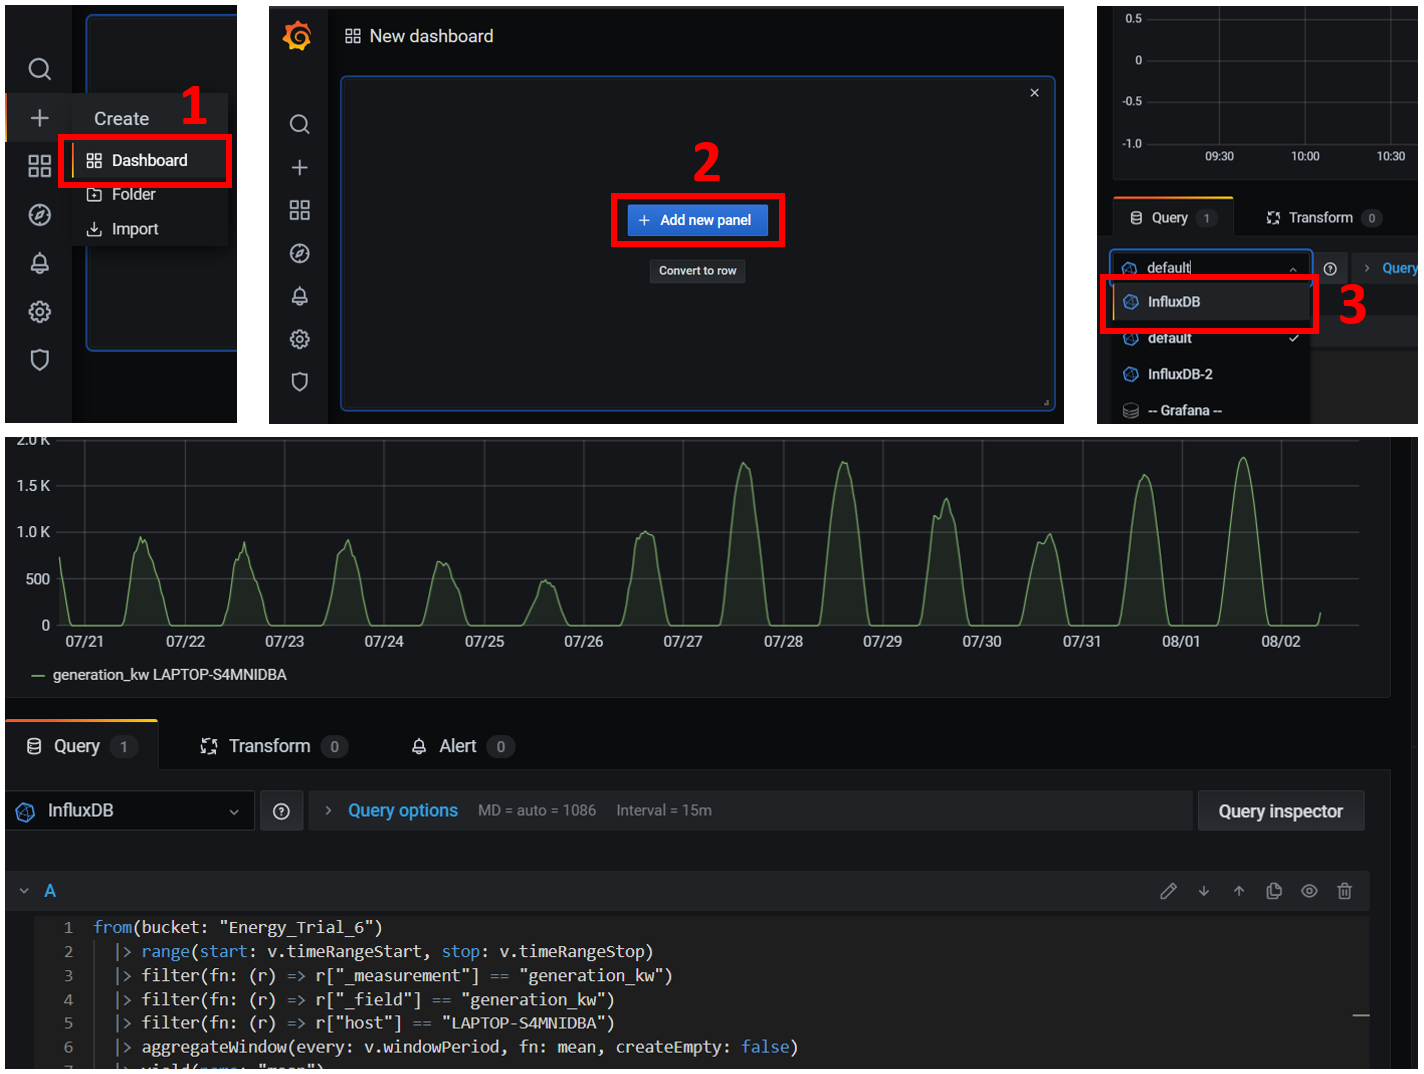 1
Create
Dashboard
Folder
Import
New dashboard
2
+ Add new panel
Convert to row
0.5
0
-0.5
-1.0
09:30 10:00 10:30
Query 1 Transform 0
default Query
InfluxDB
3
default
InfluxDB-2
-- Grafana --
2.0 K
1.5 K
1.0 K
500
0
07/21 07/22 07/23 07/24 07/25 07/26 07/27 07/28 07/29 07/30 07/31 08/01 08/02
generation_kw LAPTOP-S4MNIDBA
Query 1 Transform 0 Alert 0
InfluxDB Query options MD = auto = 1086 Interval = 15m Query inspector
A
1 from(bucket: "Energy_Trial_6")
2 |> range(start: v.timeRangeStart, stop: v.timeRangeStop)
3 |> filter(fn: (r) => r["_measurement"] == "generation_kw")
4 |> filter(fn: (r) => r["_field"] == "generation_kw")
5 |> filter(fn: (r) => r["host"] == "LAPTOP-S4MNIDBA")
6 |> aggregateWindow(every: v.windowPeriod, fn: mean, createEmpty: false)
7 |> yield(name: "mean")